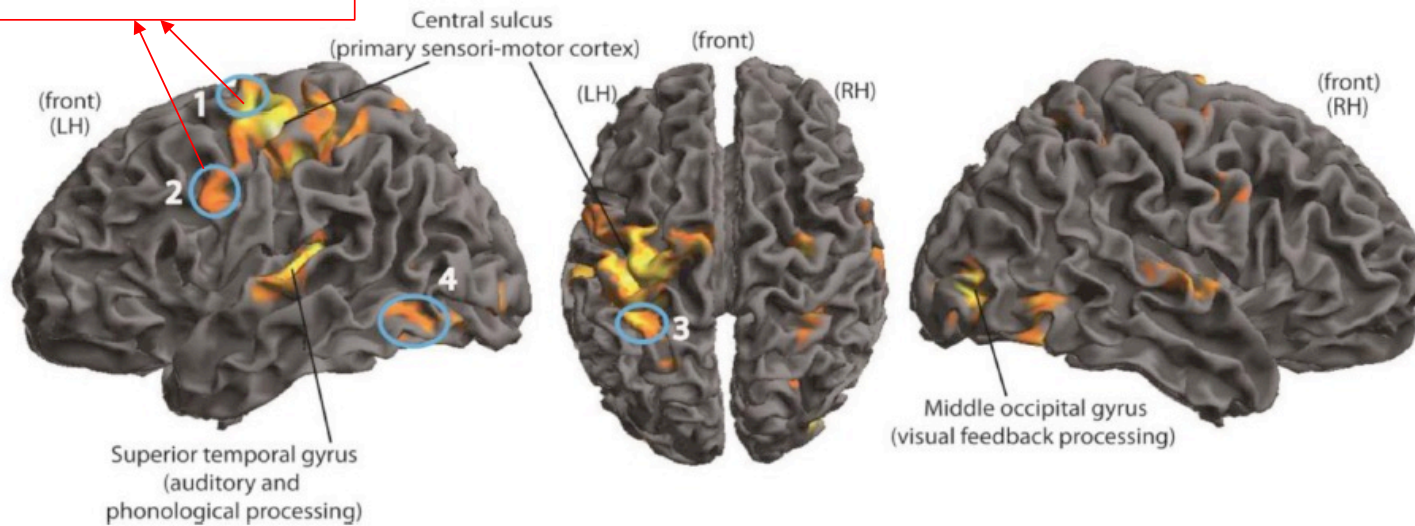 Central sulcus
(primary sensori-motor cortex)
(front)
(front)
(LH)
(LH)
(RH)
(front)
(RH)
1
2
3
4
Superior temporal gyrus
(auditory and
phonological processing)
Middle occipital gyrus
(visual feedback processing)